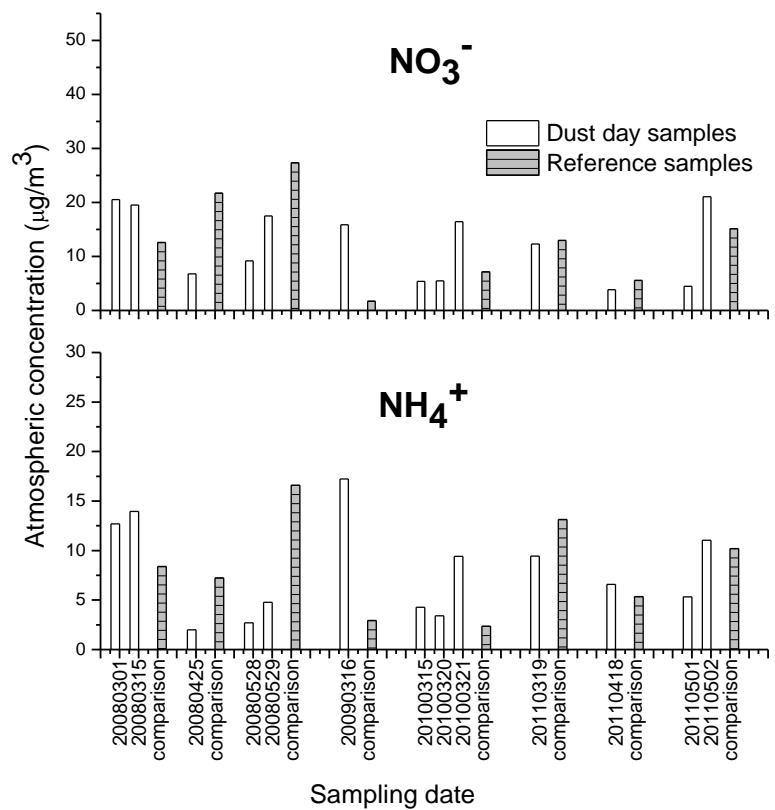 50
40
30
20
10
0
NO3-
Dust day samples
Reference samples
30
25
20
15
10
5
0
NH4+
Atmospheric concentration (μg/m3)
20080301
20080315
comparison
20080425
comparison
20080528
20080529
comparison
20090316
comparison
20100315
20100320
20100321
comparison
20110319
comparison
20110418
comparison
20110501
20110502
comparison
Sampling date